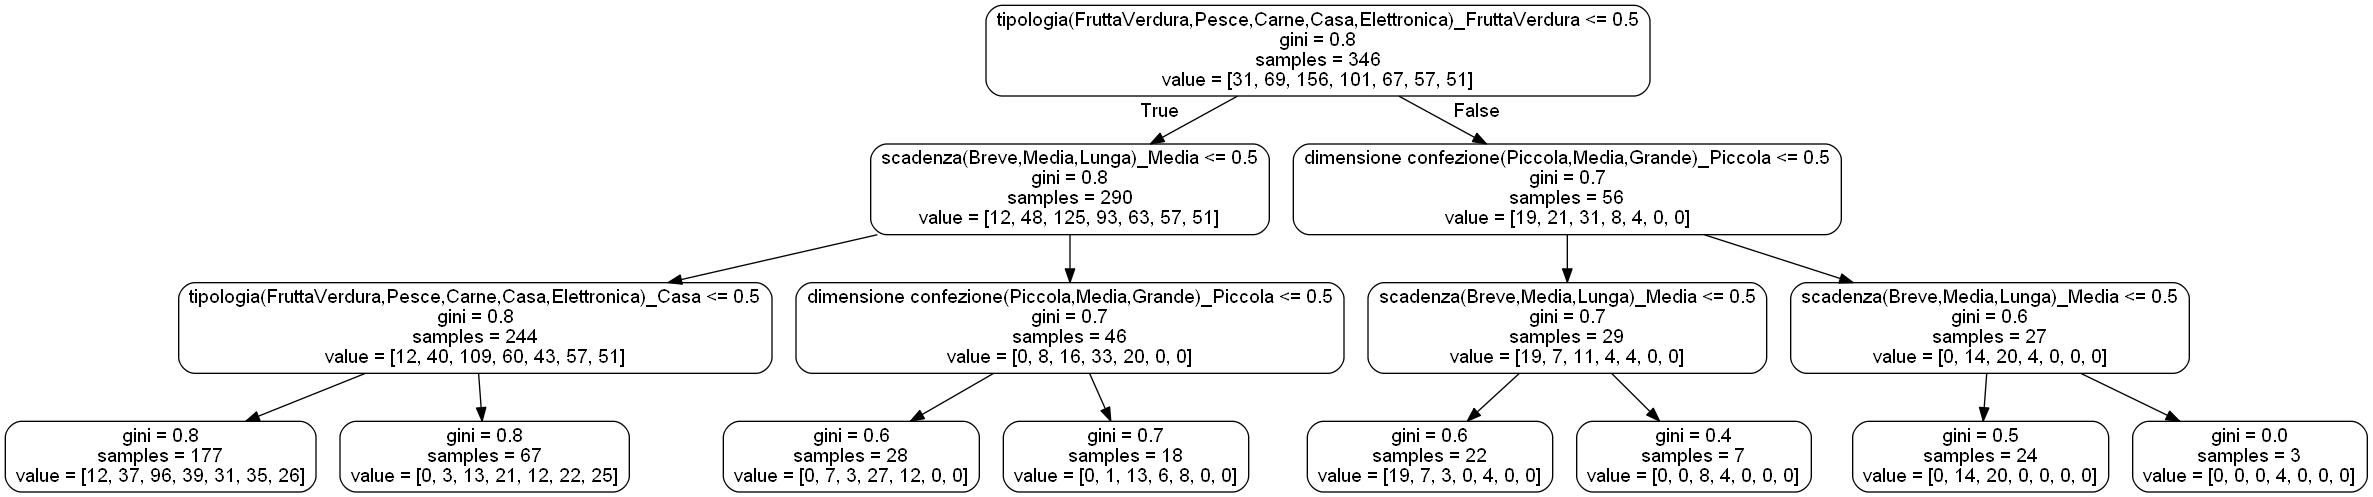 tipologia(FruttaVerdura,Pesce,Carne,Casa,Elettronica)_FruttaVerdura <= 0.5
gini = 0.8
samples = 346
value = [31, 69, 156, 101, 67, 57, 51]
True
False
scadenza(Breve,Media,Lunga)_Media <= 0.5
gini = 0.8
samples = 290
value = [12, 48, 125, 93, 63, 57, 51]
dimensione confezione(Piccola,Media,Grande)_Piccola <= 0.5
gini = 0.7
samples = 56
value = [19, 21, 31, 8, 4, 0, 0]
tipologia(FruttaVerdura,Pesce,Carne,Casa,Elettronica)_Casa <= 0.5
gini = 0.8
samples = 244
value = [12, 40, 109, 60, 43, 57, 51]
dimensione confezione(Piccola,Media,Grande)_Piccola <= 0.5
gini = 0.7
samples = 46
value = [0, 8, 16, 33, 20, 0, 0]
scadenza(Breve,Media,Lunga)_Media <= 0.5
gini = 0.7
samples = 29
value = [19, 7, 11, 4, 4, 0, 0]
scadenza(Breve,Media,Lunga)_Media <= 0.5
gini = 0.6
samples = 27
value = [0, 14, 20, 4, 0, 0, 0]
gini = 0.8
samples = 177
value = [12, 37, 96, 39, 31, 35, 26]
gini = 0.8
samples = 67
value = [0, 3, 13, 21, 12, 22, 25]
gini = 0.6
samples = 28
value = [0, 7, 3, 27, 12, 0, 0]
gini = 0.7
samples = 18
value = [0, 1, 13, 6, 8, 0, 0]
gini = 0.6
samples = 22
value = [19, 7, 3, 0, 4, 0, 0]
gini = 0.4
samples = 7
value = [0, 0, 8, 4, 0, 0, 0]
gini = 0.5
samples = 24
value = [0, 14, 20, 0, 0, 0, 0]
gini = 0.0
samples = 3
value = [0, 0, 0, 4, 0, 0, 0]